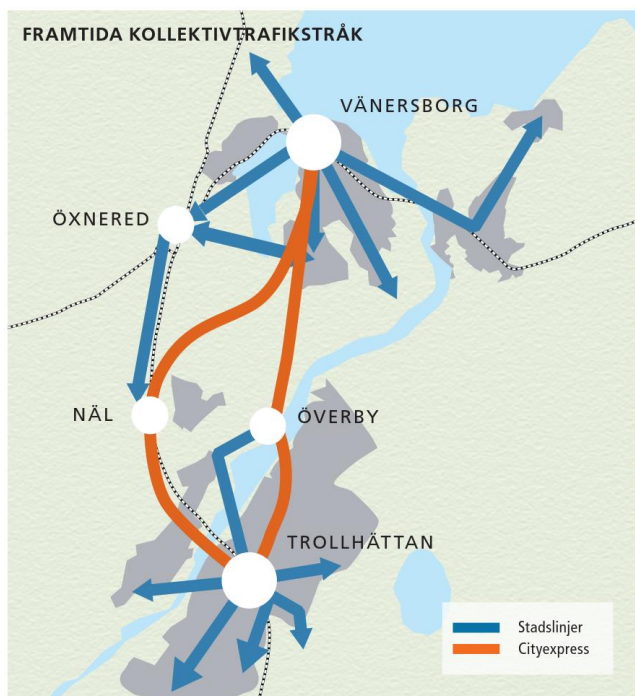 FRAMTIDA KOLLEKTIVTRAFIKSTRÅK
VÄNERSBORG
ÖXNERED
NÄL
ÖVERBY
TROLLHÄTTAN
Stadslinjer
Cityexpress